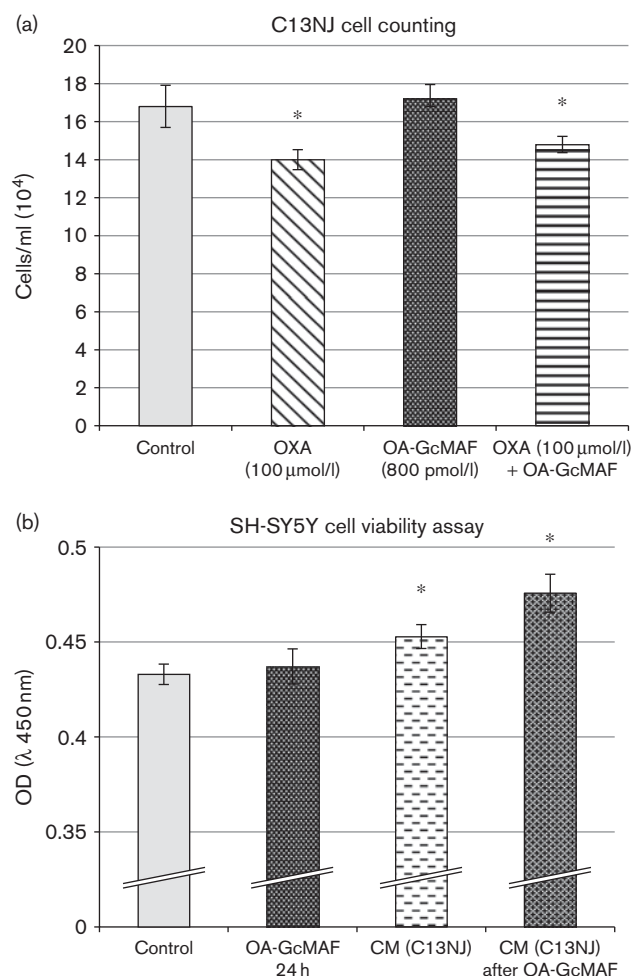 (a)
C13NJ cell counting
20
18
16
14
12
10
8
6
4
2
0
Cells/ml (10⁴)
*
*
Control
OXA
(100 μmol/l)
OA-GcMAF
(800 pmol/l)
OXA (100 μmol/l)
+ OA-GcMAF
(b)
SH-SY5Y cell viability assay
0.5
0.45
0.4
0.35
0
OD (λ 450 nm)
*
*
Control
OA-GcMAF
24 h
CM (C13NJ)
CM (C13NJ)
after OA-GcMAF